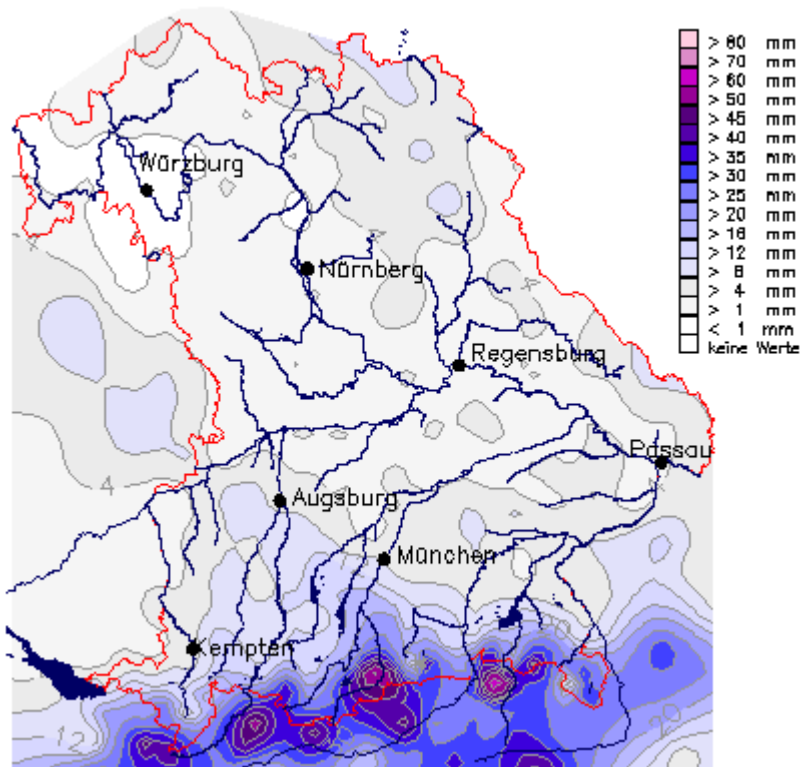 > 80 mm
> 70 mm
> 60 mm
> 50 mm
> 45 mm
> 40 mm
> 35 mm
> 30 mm
> 25 mm
> 20 mm
> 16 mm
> 12 mm
> 8 mm
> 4 mm
> 1 mm
< 1 mm
keine Werte
Würzburg
Nürnberg
Regensburg
Passau
4
Augsburg
München
Kempten
20
12
20